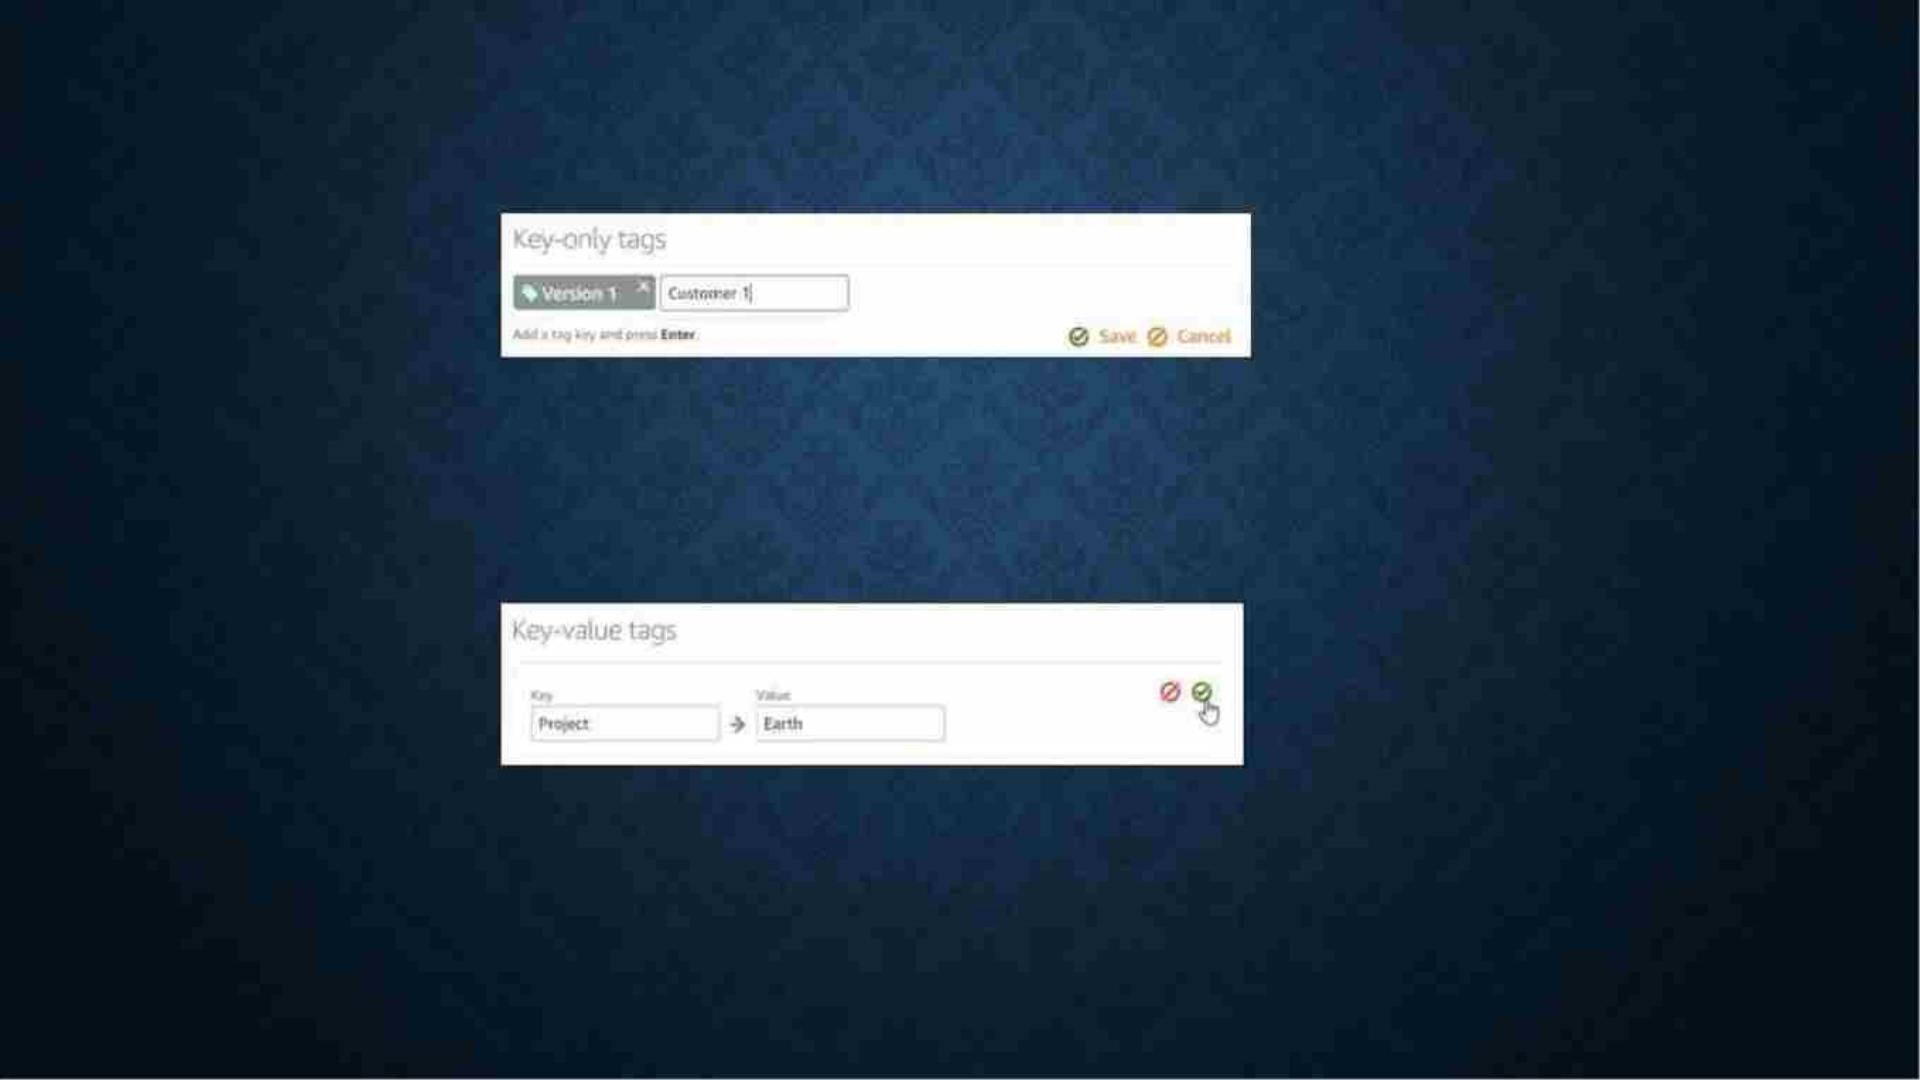 Key-only tags
Version 1 x Customer 1
Add a tag key and press Enter.
Save Cancel
Key-value tags
Key Value
Project → Earth